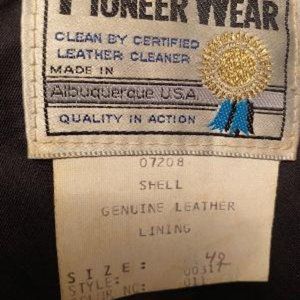 PIONEER WEAR
CLEAN BY CERTIFIED
LEATHER CLEANER
MADE IN
Albuquerque U.S.A.
QUALITY IN ACTION
07208
SHELL
GENUINE LEATHER
LINING
SIZE: 42
STYLE: